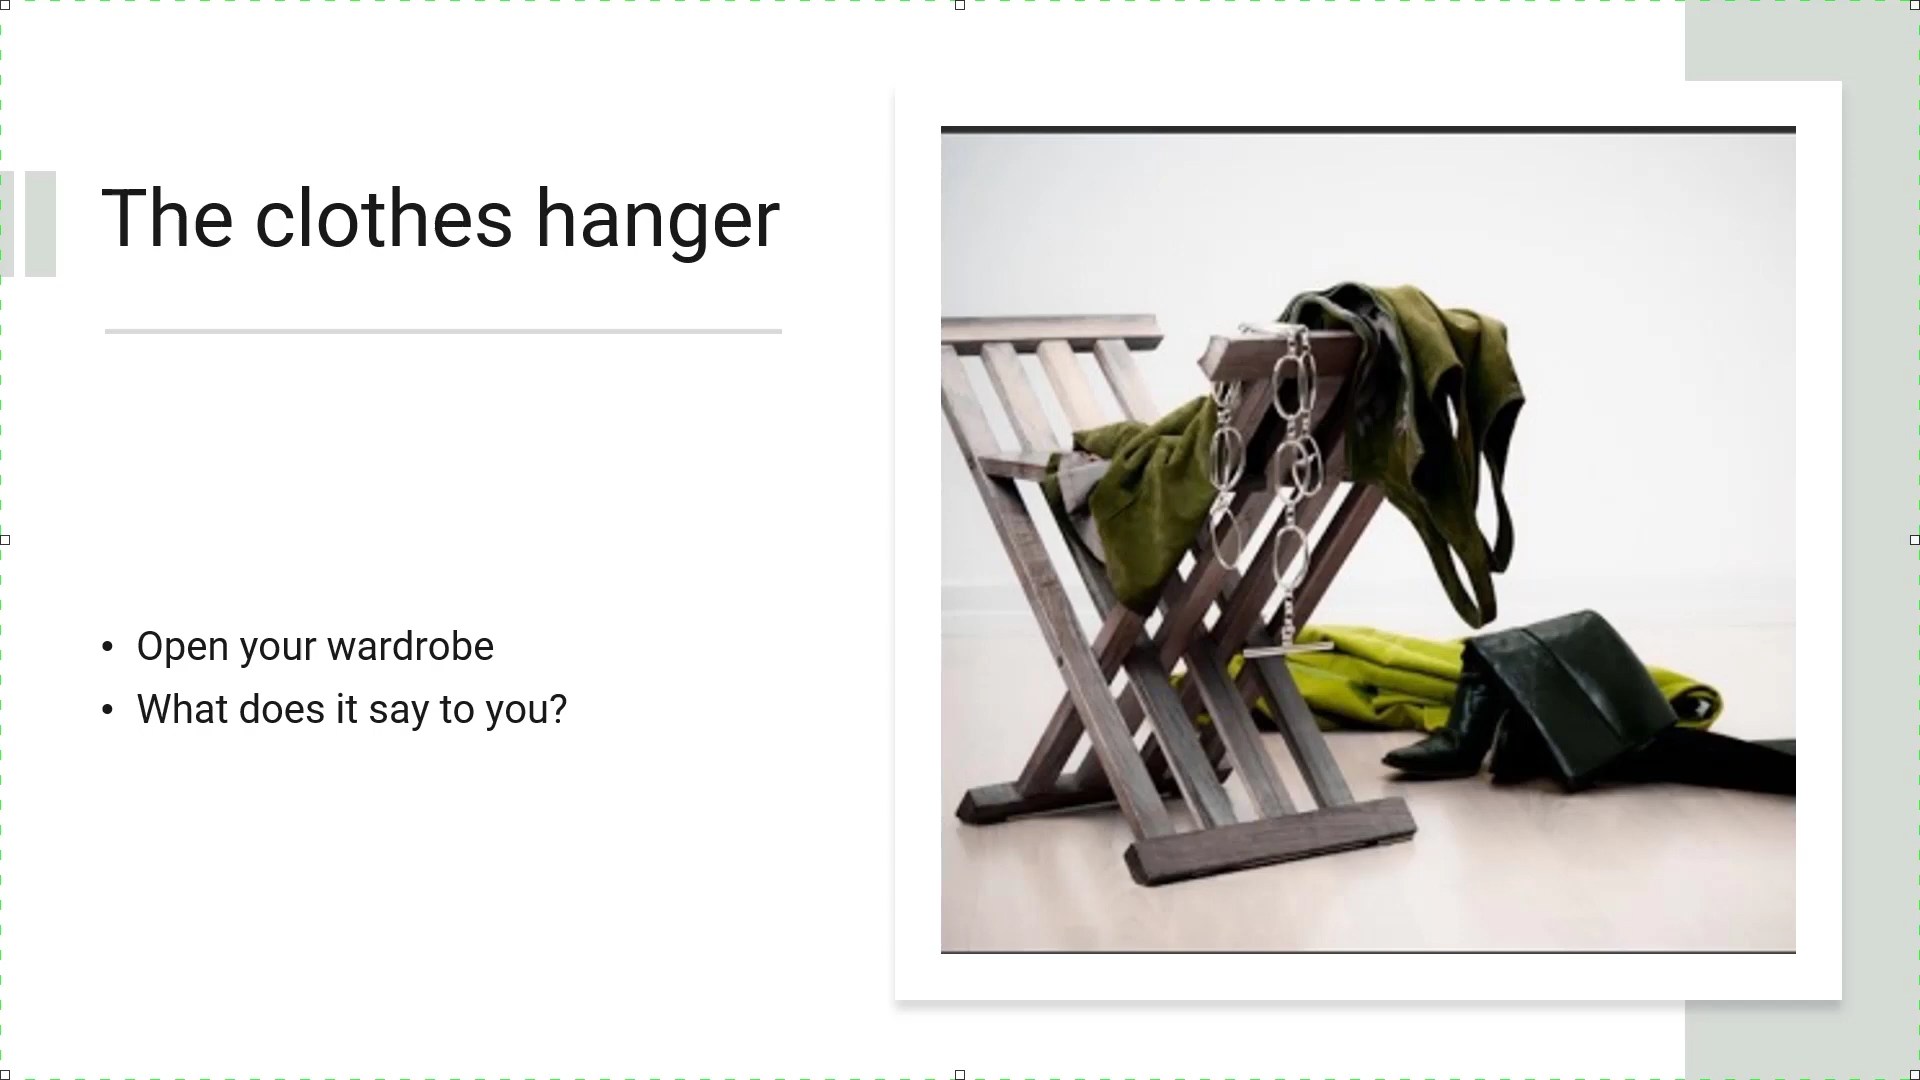 The clothes hanger
• Open your wardrobe
• What does it say to you?